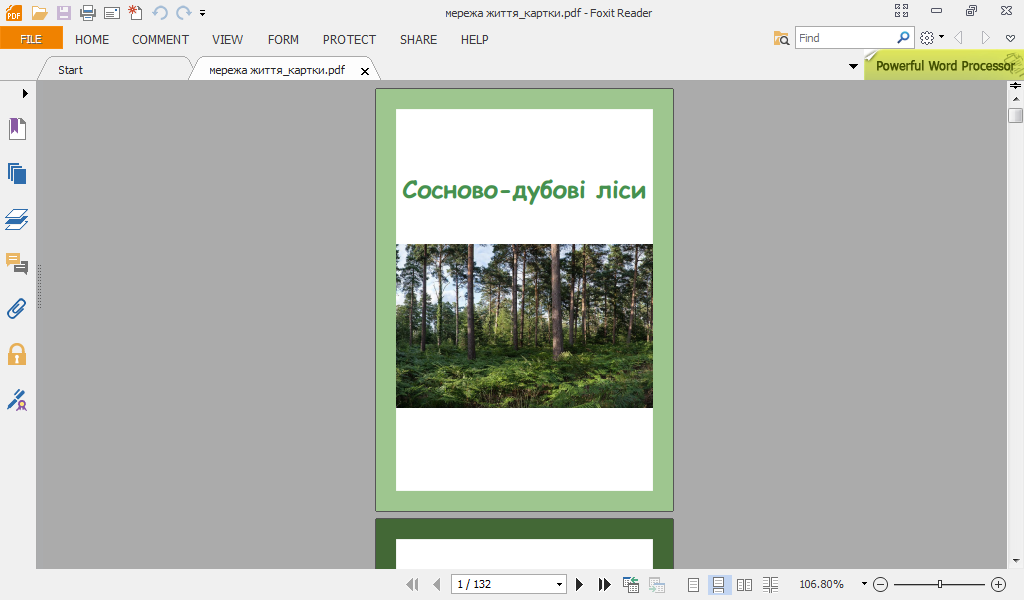 PDF
мережа життя_картки.pdf - Foxit Reader
FILE HOME COMMENT VIEW FORM PROTECT SHARE HELP
Find
Start
мережа життя_картки.pdf
Powerful Word Processor
Сосново-дубові ліси
1 / 132
106.80%